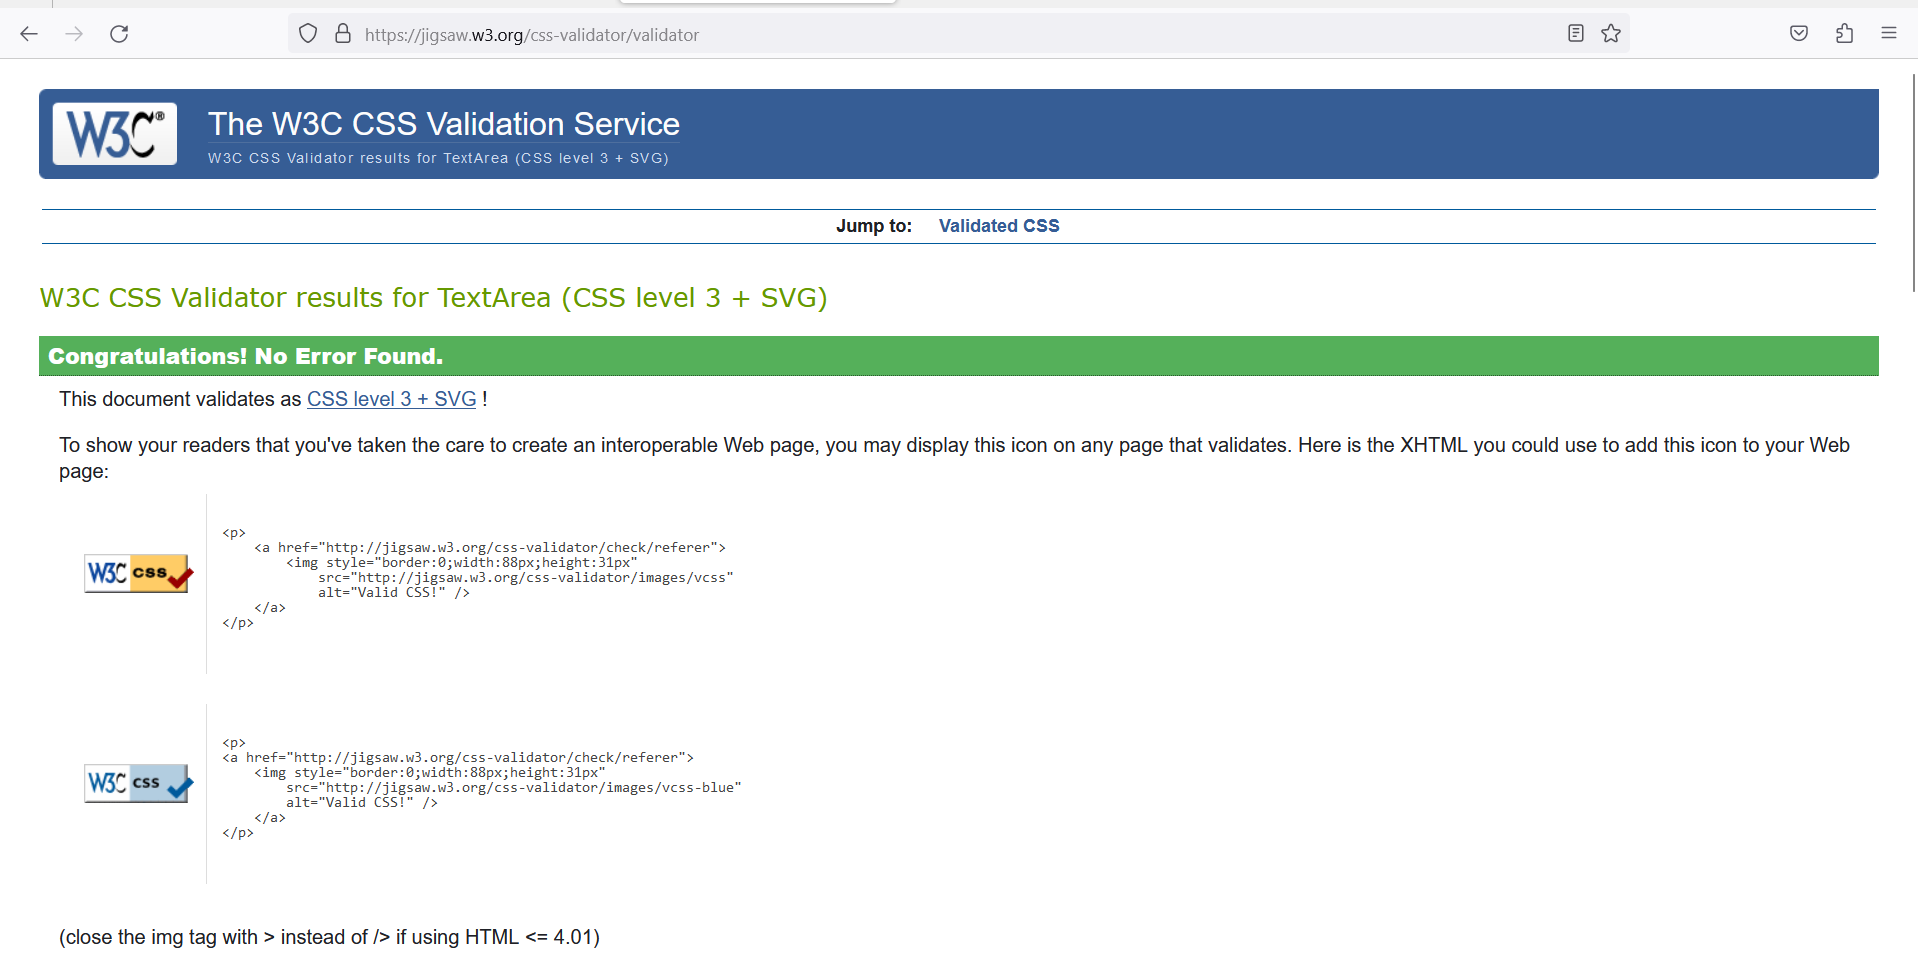 https://jigsaw.w3.org/css-validator/validator
W3C®
The W3C CSS Validation Service
W3C CSS Validator results for TextArea (CSS level 3 + SVG)
Jump to: Validated CSS
W3C CSS Validator results for TextArea (CSS level 3 + SVG)
Congratulations! No Error Found.
This document validates as CSS level 3 + SVG !
To show your readers that you've taken the care to create an interoperable Web page, you may display this icon on any page that validates. Here is the XHTML you could use to add this icon to your Web
page:
W3C css
<p>
    <a href="http://jigsaw.w3.org/css-validator/check/referer">
        <img style="border:0;width:88px;height:31px"
            src="http://jigsaw.w3.org/css-validator/images/vcss"
            alt="Valid CSS!" />
    </a>
</p>
W3C css
<p>
<a href="http://jigsaw.w3.org/css-validator/check/referer">
    <img style="border:0;width:88px;height:31px"
        src="http://jigsaw.w3.org/css-validator/images/vcss-blue"
        alt="Valid CSS!" />
    </a>
</p>
(close the img tag with > instead of /> if using HTML <= 4.01)